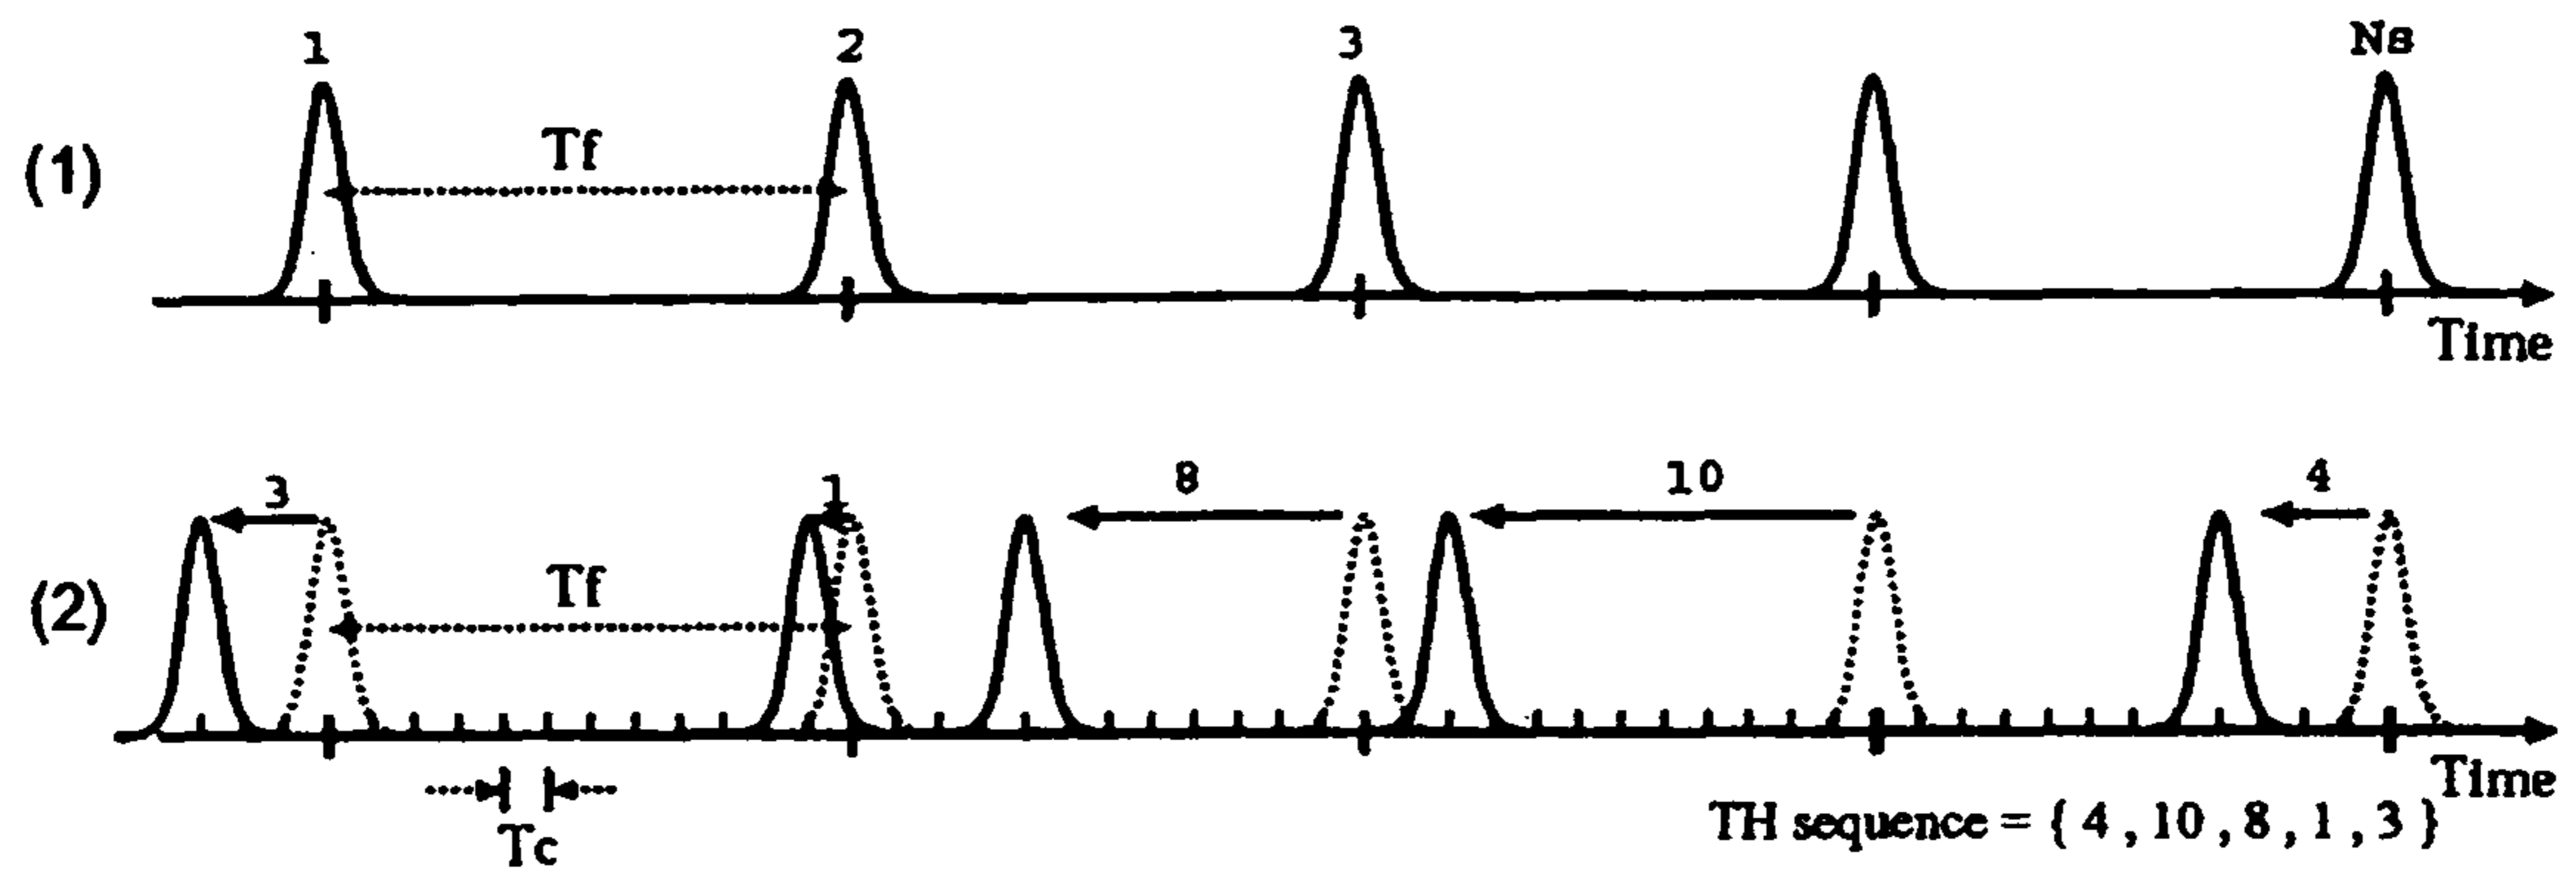 1 2 3 Ns
(1) Tf
Time
3 1 8 10 4
(2) Tf
Time
Tc
TH sequence = { 4 , 10 , 8 , 1 , 3 }